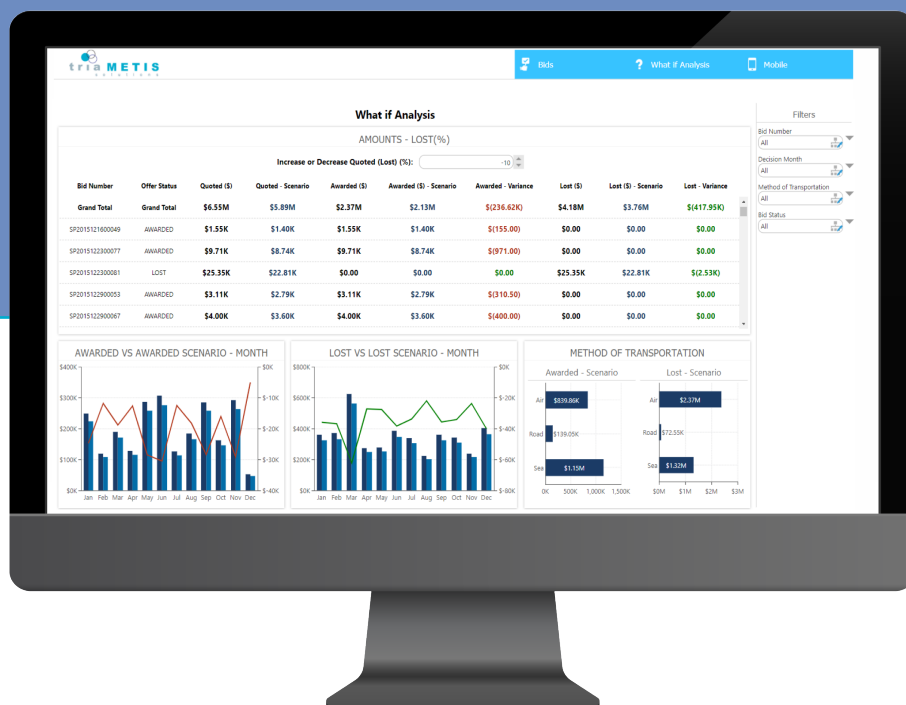 tria METIS
solutions
Bids
? What if Analysis
Mobile
What if Analysis
Filters
AMOUNTS - LOST(%)
Increase or Decrease Quoted (Lost) (%): -10
Bid Number Offer Status Quoted ($) Quoted - Scenario Awarded ($) Awarded ($) - Scenario Awarded - Variance Lost ($) Lost ($) - Scenario Lost - Variance
Grand Total Grand Total $6.55M $5.89M $2.37M $2.13M $(236.62K) $4.18M $3.76M $(417.95K)
SP2015121600049 AWARDED $1.55K $1.40K $1.55K $1.40K $(155.00) $0.00 $0.00 $0.00
SP2015122300077 AWARDED $9.71K $8.74K $9.71K $8.74K $(971.00) $0.00 $0.00 $0.00
SP2015122300081 LOST $25.35K $22.81K $0.00 $0.00 $0.00 $25.35K $22.81K $(2.53K)
SP2015122900053 AWARDED $3.11K $2.79K $3.11K $2.79K $(310.50) $0.00 $0.00 $0.00
SP2015122900067 AWARDED $4.00K $3.60K $4.00K $3.60K $(400.00) $0.00 $0.00 $0.00
Bid Number
All
Decision Month
All
Method of Transportation
All
Bid Status
All
AWARDED VS AWARDED SCENARIO - MONTH
$400K
$300K
$200K
$100K
$0K
$0K
$-10K
$-20K
$-30K
$-40K
Jan Feb Mar Apr May Jun Jul Aug Sep Oct Nov Dec
LOST VS LOST SCENARIO - MONTH
$800K
$600K
$400K
$200K
$0K
$0K
$-20K
$-40K
$-60K
$-80K
Jan Feb Mar Apr May Jun Jul Aug Sep Oct Nov Dec
METHOD OF TRANSPORTATION
Awarded - Scenario
Air $839.86K
Road $139.05K
Sea $1.15M
0K 500K 1,000K 1,500K
Lost - Scenario
Air $2.37M
Road $72.55K
Sea $1.32M
$0M $1M $2M $3M